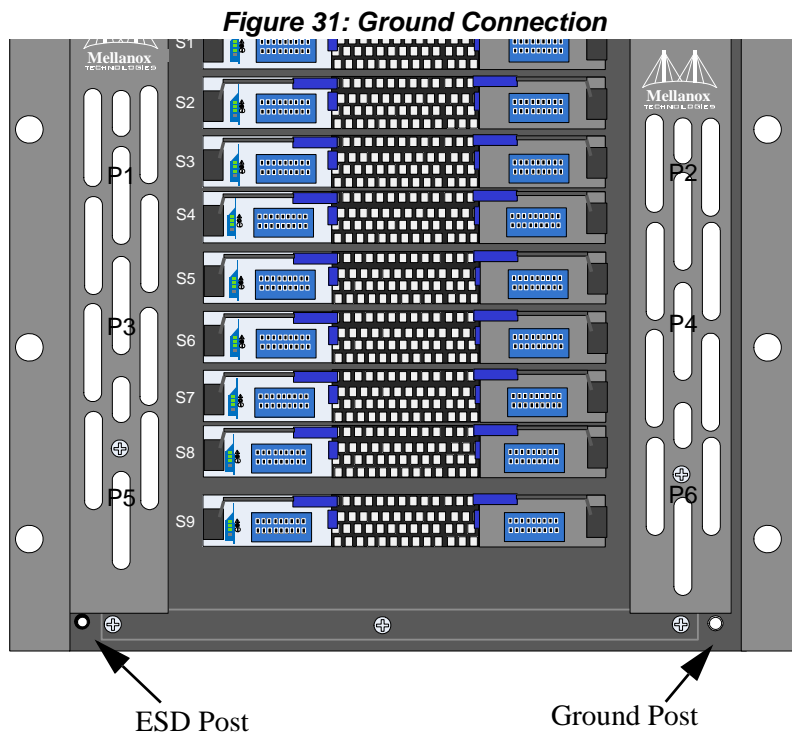 Figure 31: Ground Connection
S1
Mellanox
TECHNOLOGIES
Mellanox
TECHNOLOGIES
S2
S3
P1
P2
S4
S5
P3
P4
S6
S7
S8
P5
P6
S9
ESD Post
Ground Post